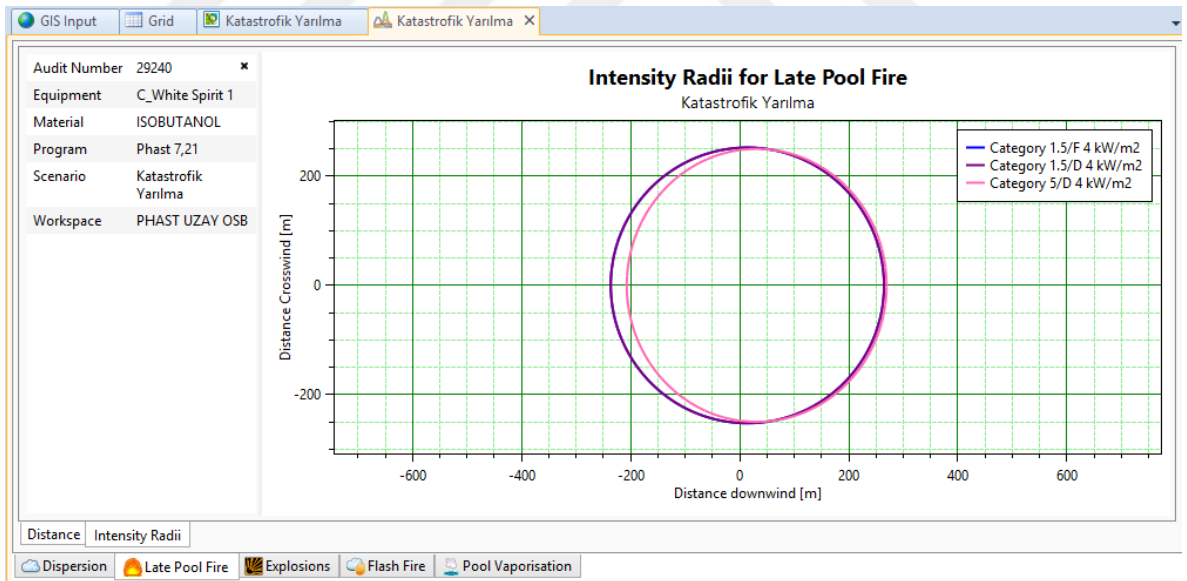 GIS Input
Grid
Katastrofik Yarılma
Katastrofik Yarılma
Audit Number 29240
Equipment C_White Spirit 1
Material ISOBUTANOL
Program Phast 7,21
Scenario Katastrofik
Yarılma
Workspace PHAST UZAY OSB
Intensity Radii for Late Pool Fire
Katastrofik Yarılma
Category 1.5/F 4 kW/m2
Category 1.5/D 4 kW/m2
Category 5/D 4 kW/m2
Distance Crosswind [m]
200
0
-200
-600 -400 -200 0 200 400 600
Distance downwind [m]
Distance Intensity Radii
Dispersion Late Pool Fire Explosions Flash Fire Pool Vaporisation